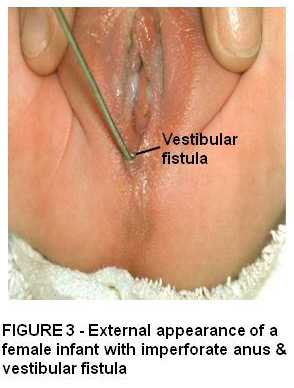 Vestibular
fistula
FIGURE 3 - External appearance of a
female infant with imperforate anus &
vestibular fistula